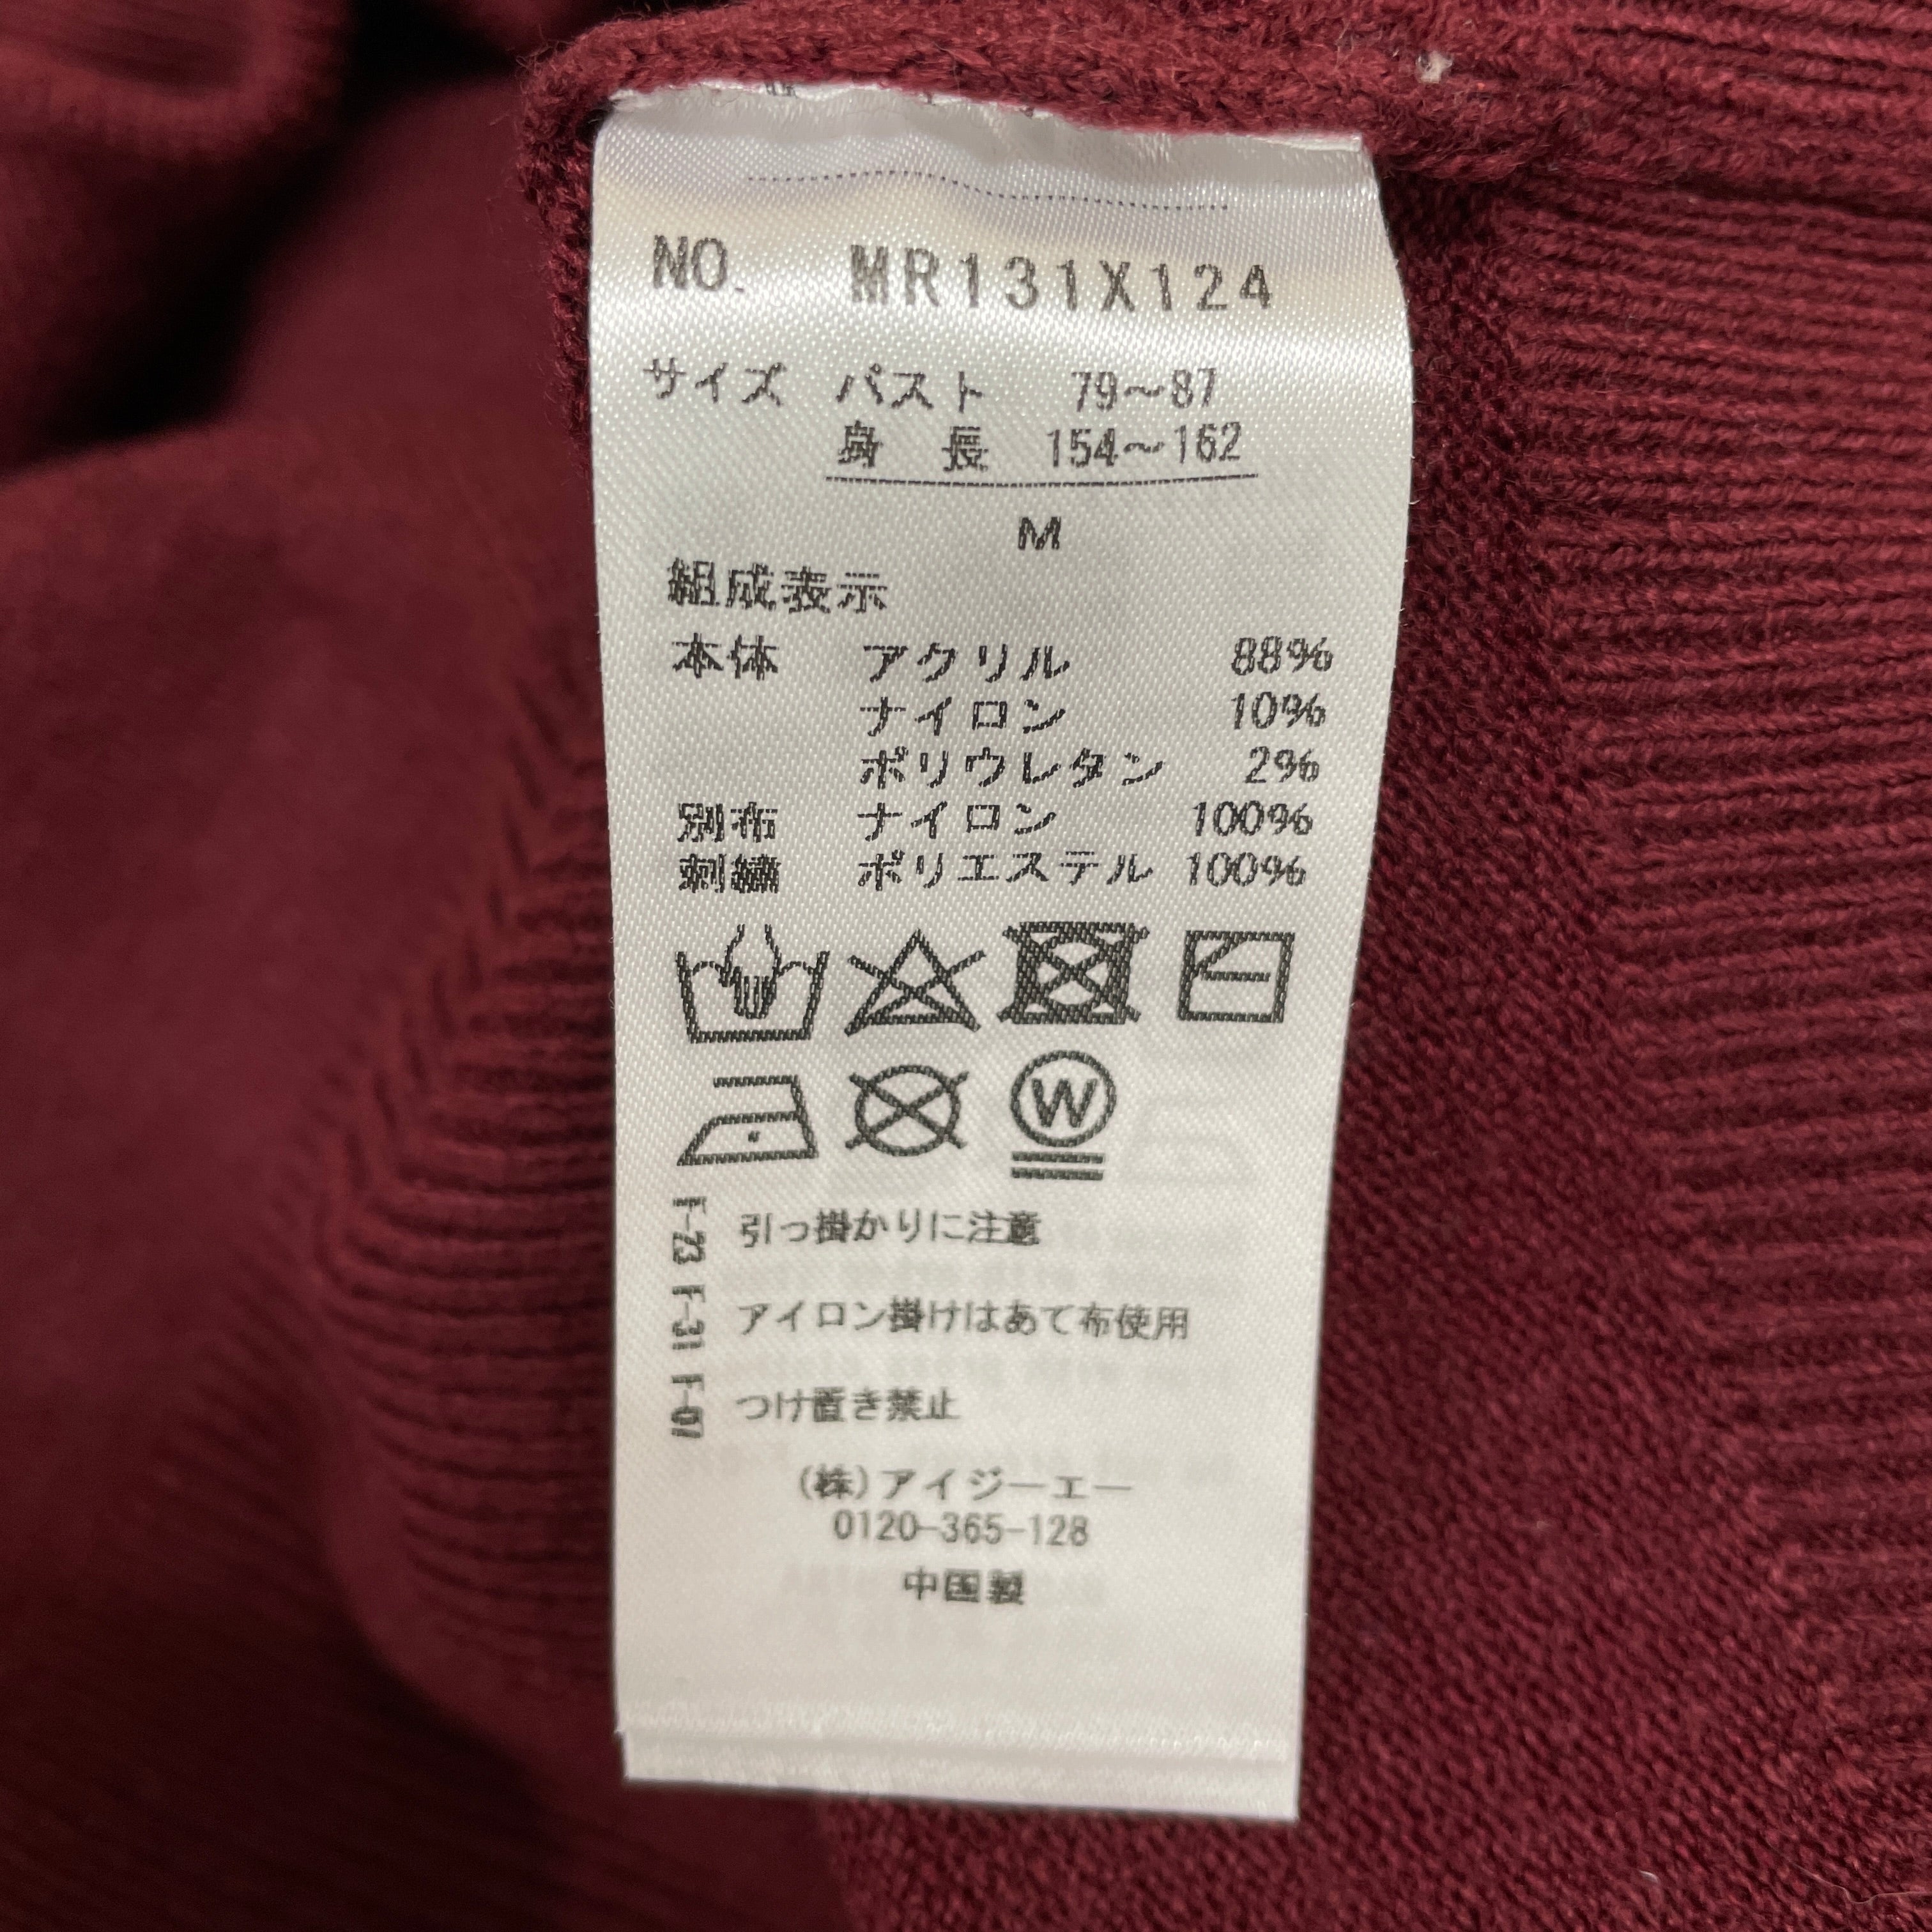 NO. MR131X124
サイズ バスト 79～87
身 長 154～162
M
組成表示
本体 アクリル 88%
ナイロン 10%
ポリウレタン 2%
別布 ナイロン 100%
刺繍 ポリエステル 100%
W
F-23 F-31 F-07
引っ掛かりに注意
アイロン掛けはあて布使用
つけ置き禁止
(株)アイジーエー
0120-365-128
中国製